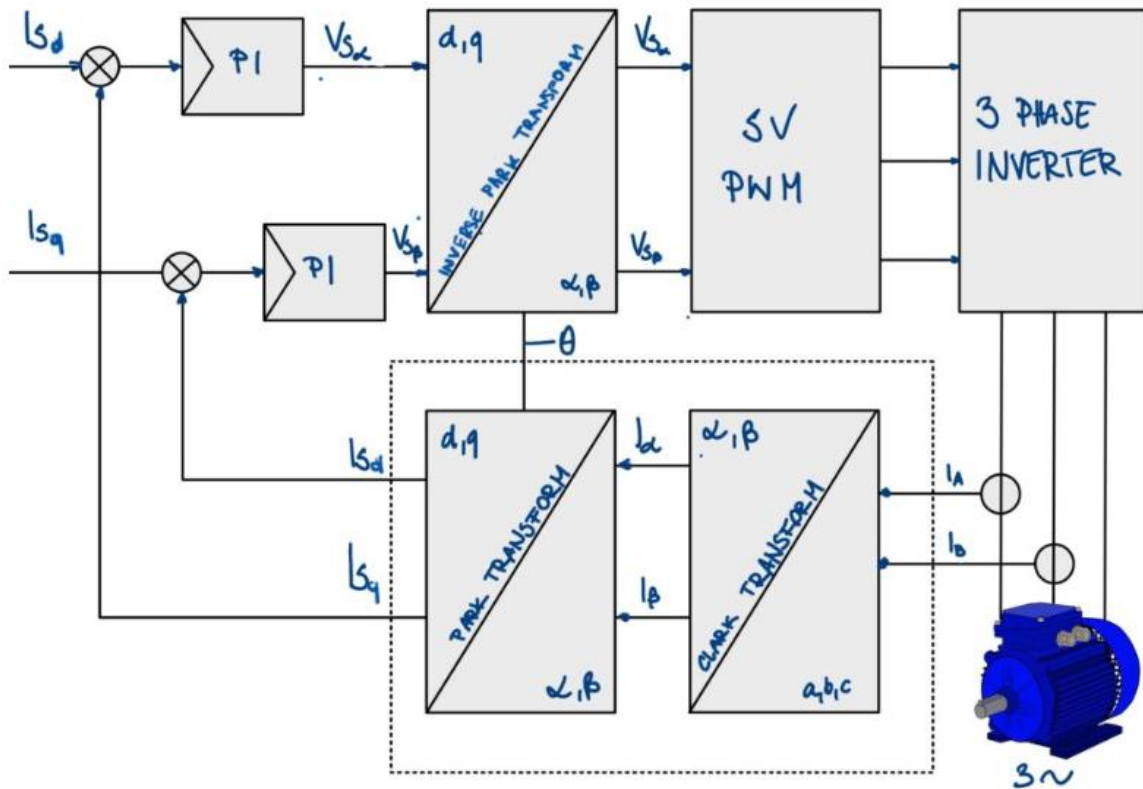 Isd
PI
VSα
d,q
INVERSE PARK TRANSFORM
α,β
VSα
SV
PWM
3 PHASE
INVERTER
ISq
PI
VSβ
VSβ
θ
ISd
d,q
PARK TRANSFORM
α,β
Iα
α,β
CLARK TRANSFORM
a,b,c
IA
ISq
Iβ
IB
3~